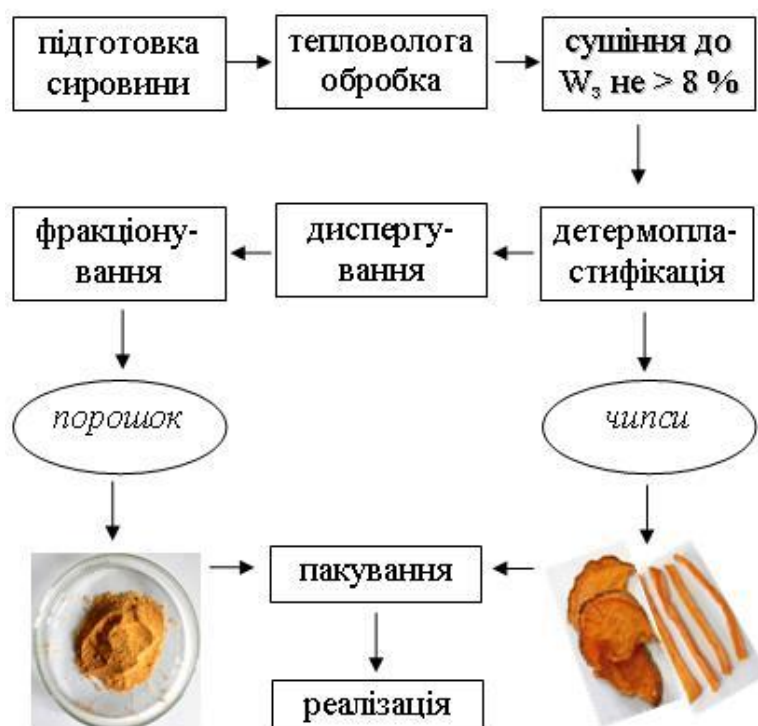 підготовка
сировини
тепловолога
обробка
сушіння до
W₃ не > 8 %
фракціону-
вання
диспергу-
вання
детермопла-
стифікація
порошок
чипси
пакування
реалізація